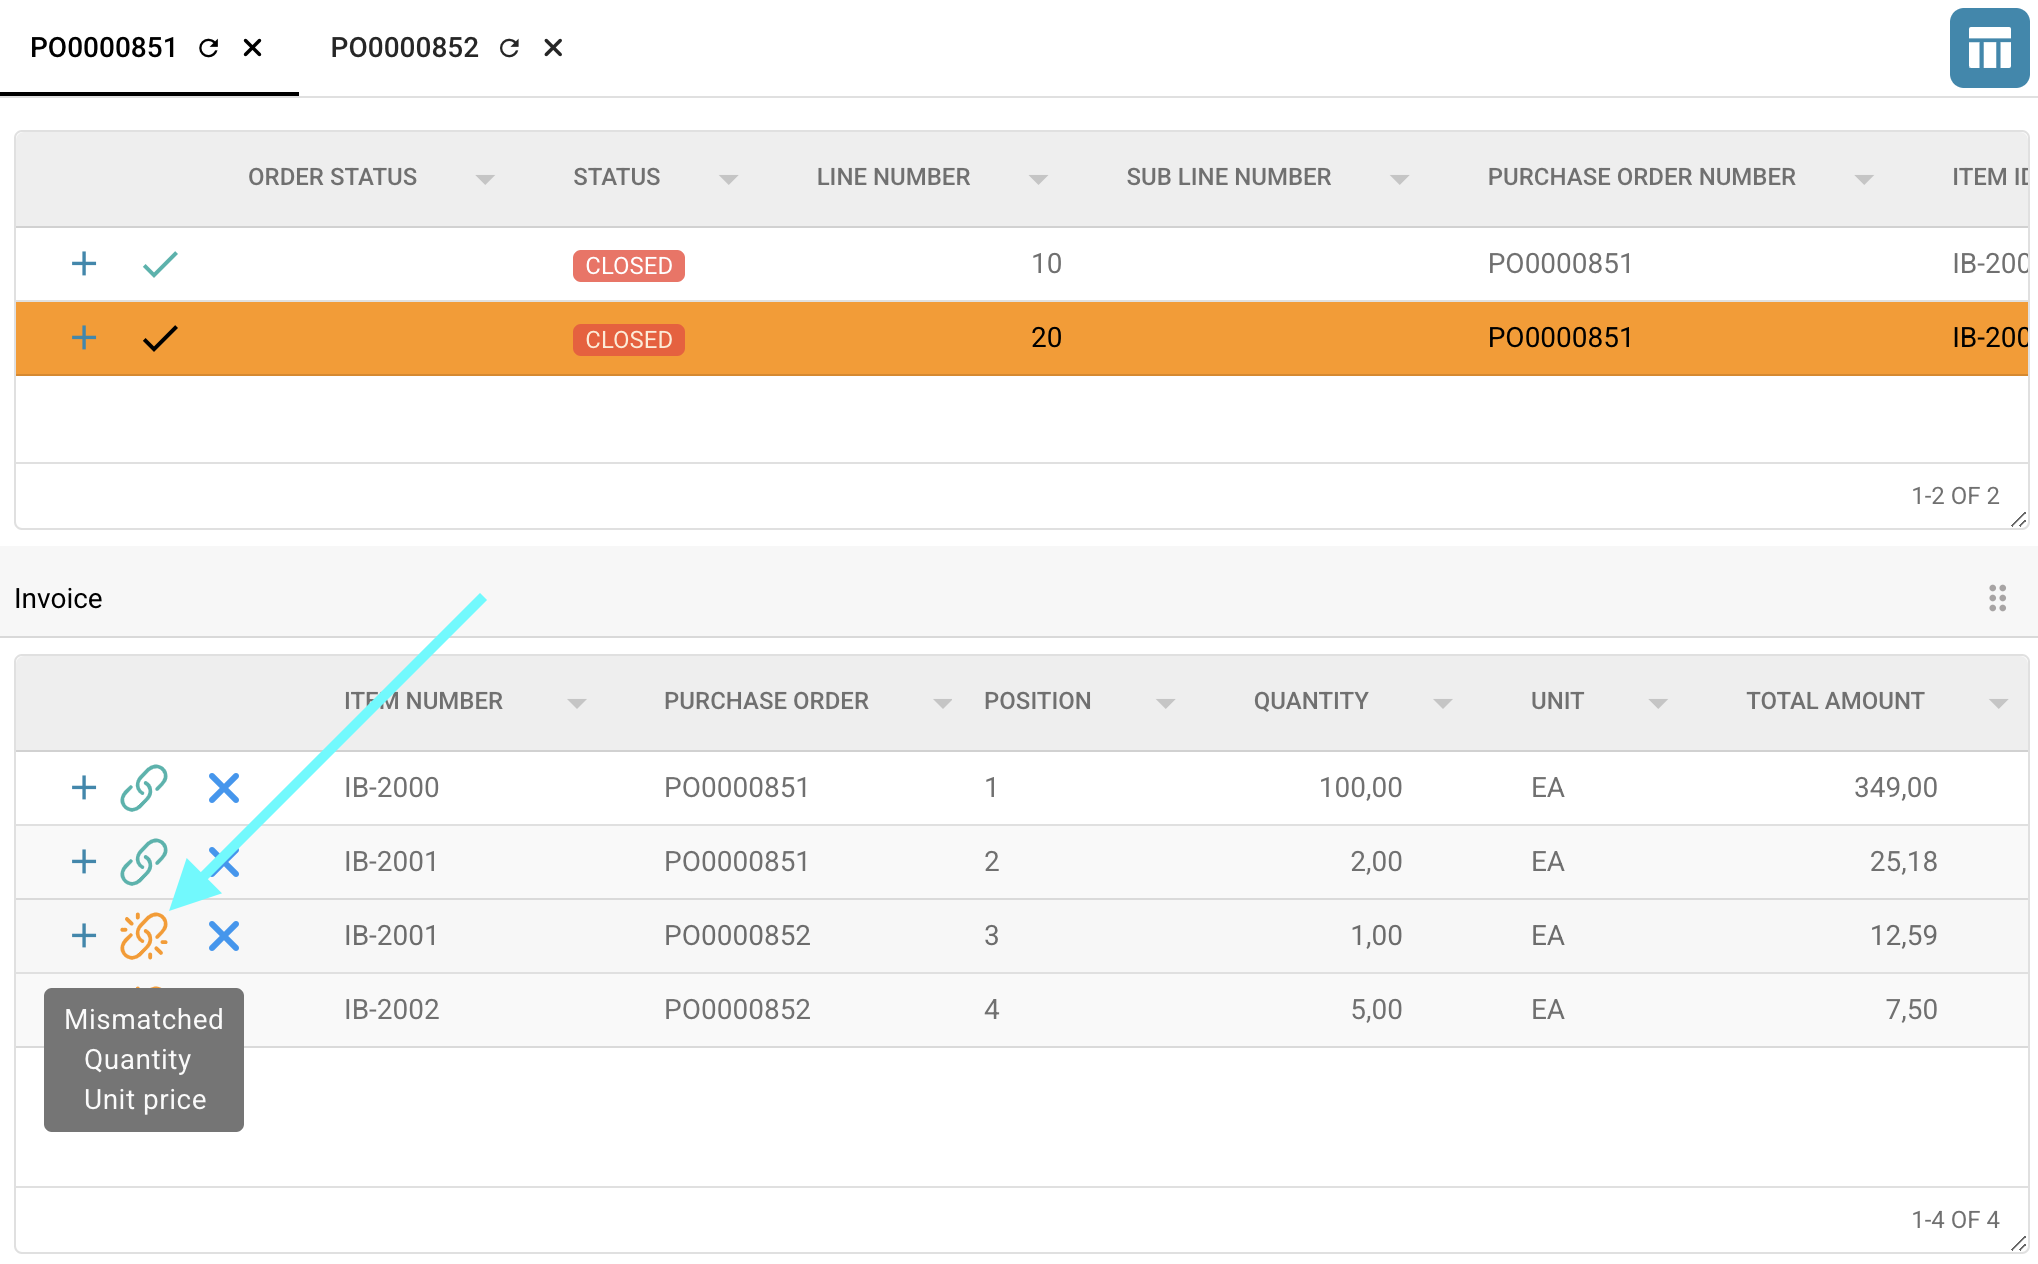 PO0000851 PO0000852
ORDER STATUS STATUS LINE NUMBER SUB LINE NUMBER PURCHASE ORDER NUMBER ITEM
CLOSED 10 PO0000851 IB-200
CLOSED 20 PO0000851 IB-200
1-2 OF 2
Invoice
ITEM NUMBER PURCHASE ORDER POSITION QUANTITY UNIT TOTAL AMOUNT
IB-2000 PO0000851 1 100,00 EA 349,00
IB-2001 PO0000851 2 2,00 EA 25,18
IB-2001 PO0000852 3 1,00 EA 12,59
IB-2002 PO0000852 4 5,00 EA 7,50
Mismatched
Quantity
Unit price
1-4 OF 4